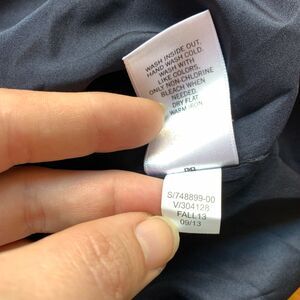 WASH INSIDE OUT.
HAND WASH COLD.
WASH WITH
LIKE COLORS.
ONLY NON-CHLORINE
BLEACH WHEN
NEEDED.
DRY FLAT
WARM IRON.
S/748899-00
V/304128
FALL13
09/13